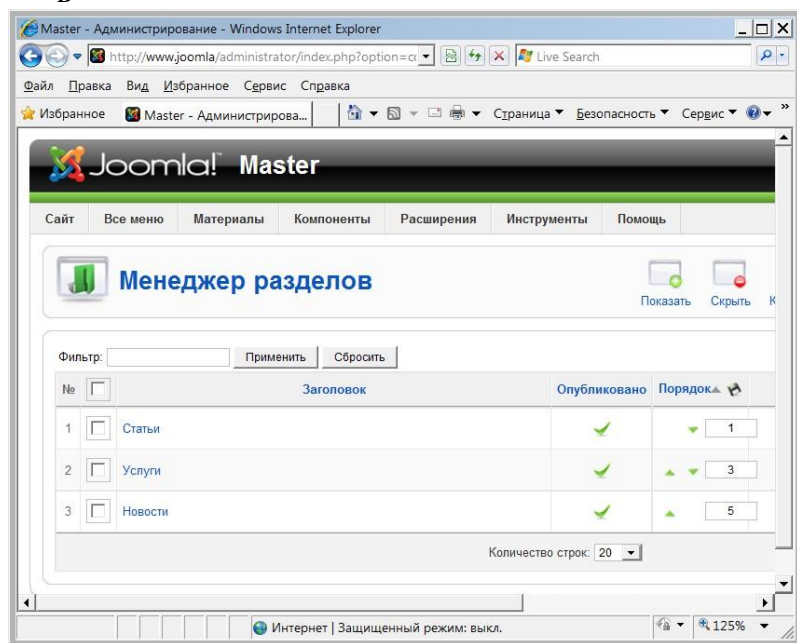 Master - Администрирование - Windows Internet Explorer
http://www.joomla/administrator/index.php?option=co
Live Search
Файл Правка Вид Избранное Сервис Справка
Избранное Master - Администрирова... Страница Безопасность Сервис »
Joomla! Master
Сайт Все меню Материалы Компоненты Расширения Инструменты Помощь
Менеджер разделов
Показать Скрыть К
Фильтр: Применить Сбросить
№ Заголовок Опубликовано Порядок
1 Статьи 1
2 Услуги 3
3 Новости 5
Количество строк: 20
Интернет | Защищенный режим: выкл. 125%